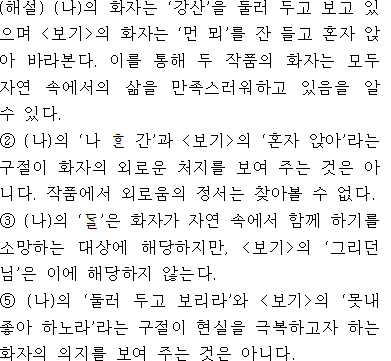 (해설) (나)의 화자는 ‘강산’을 둘러 두고 보고 있
으며 <보기>의 화자는 ‘먼 뫼’를 잔 들고 혼자 앉
아 바라본다. 이를 통해 두 작품의 화자는 모두
자연 속에서의 삶을 만족스러워하고 있음을 알
수 있다.
② (나)의 ‘나 ᄒᆞᆫ 간’과 <보기>의 ‘혼자 앉아’라는
구절이 화자의 외로운 처지를 보여 주는 것은 아
니다. 작품에서 외로움의 정서는 찾아볼 수 없다.
③ (나)의 ‘ᄃᆞᆯ’은 화자가 자연 속에서 함께 하기를
소망하는 대상에 해당하지만, <보기>의 ‘그리던
님’은 이에 해당하지 않는다.
⑤ (나)의 ‘둘러 두고 보리라’와 <보기>의 ‘못내
좋아 하노라’라는 구절이 현실을 극복하고자 하는
화자의 의지를 보여 주는 것은 아니다.